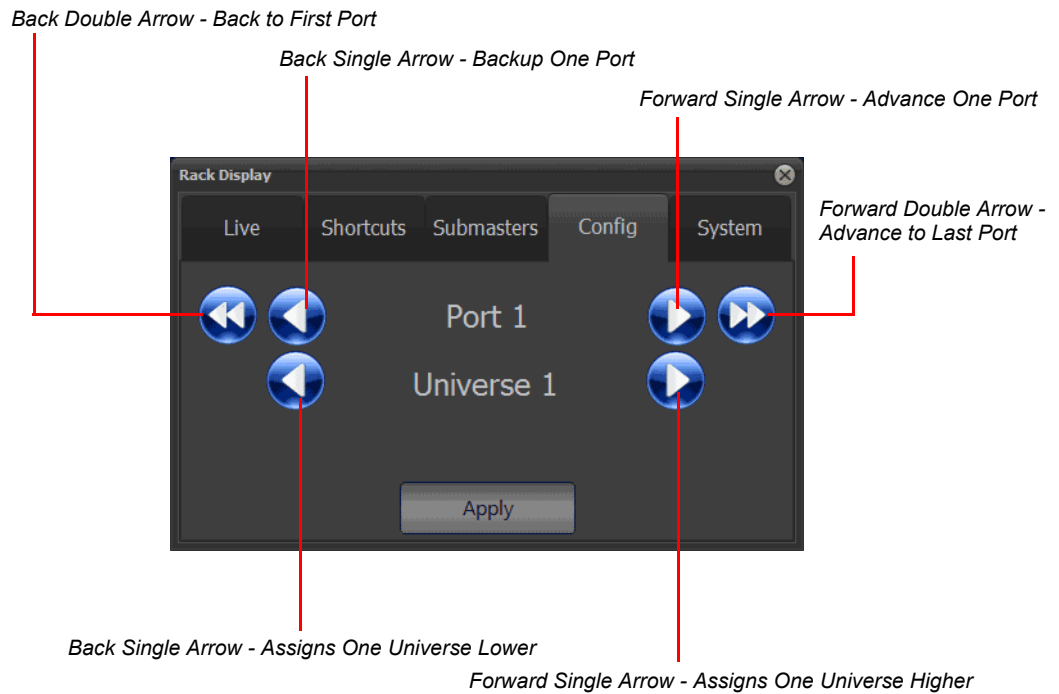 Back Double Arrow - Back to First Port
Back Single Arrow - Backup One Port
Forward Single Arrow - Advance One Port
Rack Display
Live
Shortcuts
Submasters
Config
System
Forward Double Arrow -
Advance to Last Port
Port 1
Universe 1
Apply
Back Single Arrow - Assigns One Universe Lower
Forward Single Arrow - Assigns One Universe Higher